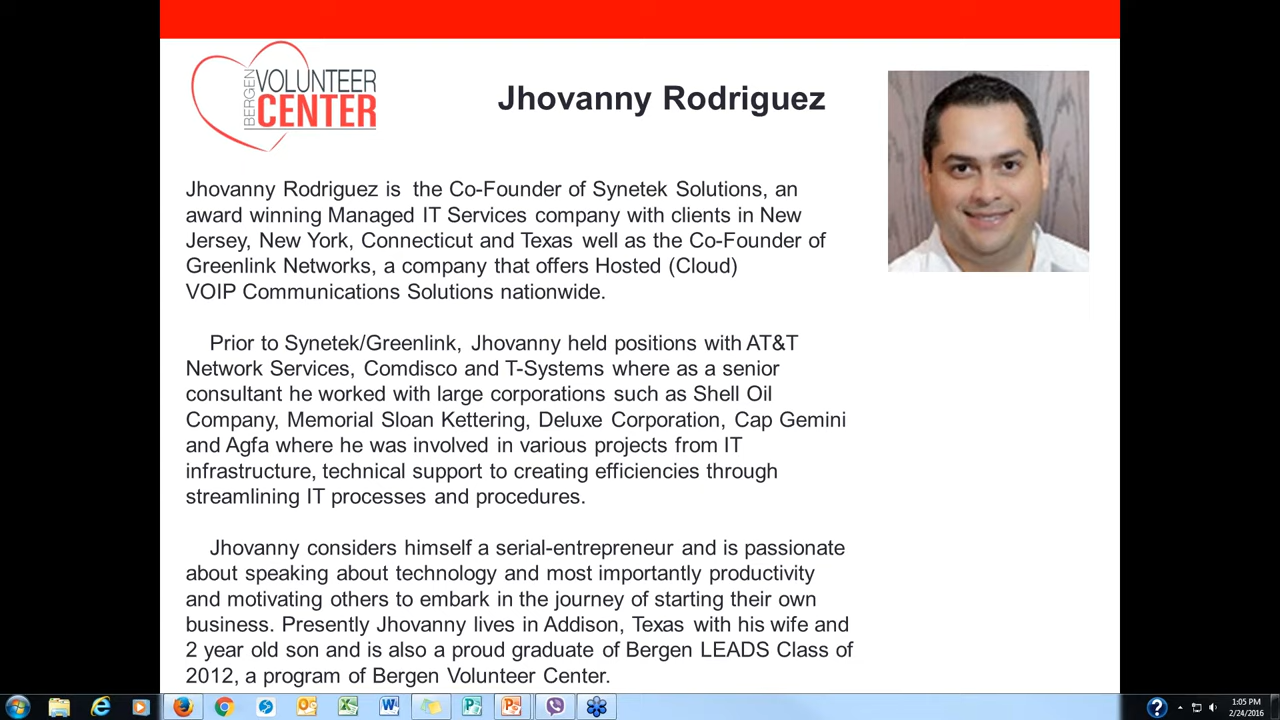 BERGEN
VOLUNTEER
CENTER
Jhovanny Rodriguez
Jhovanny Rodriguez is  the Co-Founder of Synetek Solutions, an
award winning Managed IT Services company with clients in New
Jersey, New York, Connecticut and Texas well as the Co-Founder of
Greenlink Networks, a company that offers Hosted (Cloud)
VOIP Communications Solutions nationwide.
Prior to Synetek/Greenlink, Jhovanny held positions with AT&T
Network Services, Comdisco and T-Systems where as a senior
consultant he worked with large corporations such as Shell Oil
Company, Memorial Sloan Kettering, Deluxe Corporation, Cap Gemini
and Agfa where he was involved in various projects from IT
infrastructure, technical support to creating efficiencies through
streamlining IT processes and procedures.
Jhovanny considers himself a serial-entrepreneur and is passionate
about speaking about technology and most importantly productivity
and motivating others to embark in the journey of starting their own
business. Presently Jhovanny lives in Addison, Texas with his wife and
2 year old son and is also a proud graduate of Bergen LEADS Class of
2012, a program of Bergen Volunteer Center.
1:05 PM
2/24/2016